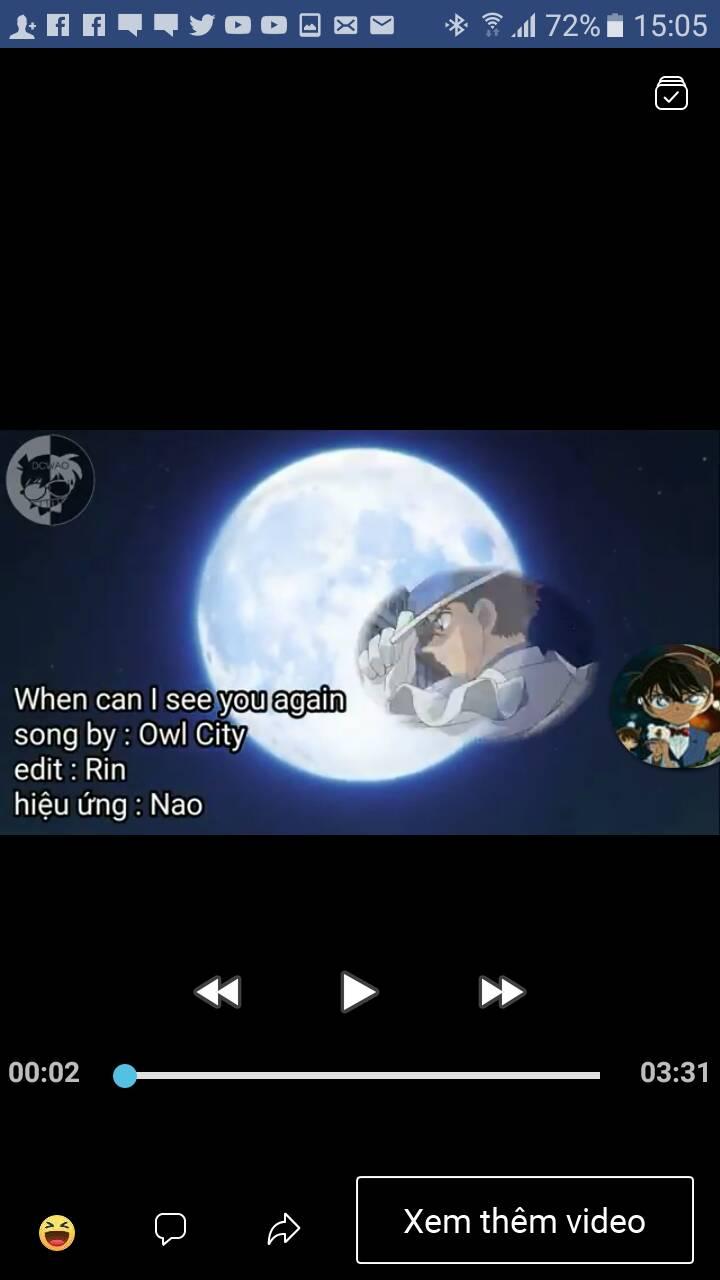 72% 15:05
DCWAO
When can I see you again
song by : Owl City
edit : Rin
hiệu ứng : Nao
00:02 03:31
Xem thêm video